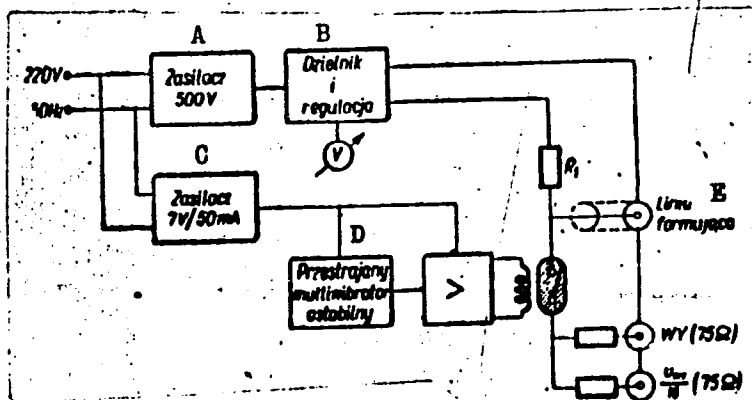 A
B
220V
Zasilacz
500V
Dzielnik
i
regulacja
V
C
Zasilacz
7V/50mA
R₁
E
Linia
formująca
D
Przestrajany
multiwibrator
astabilny
>
WY (75Ω)
(75Ω)